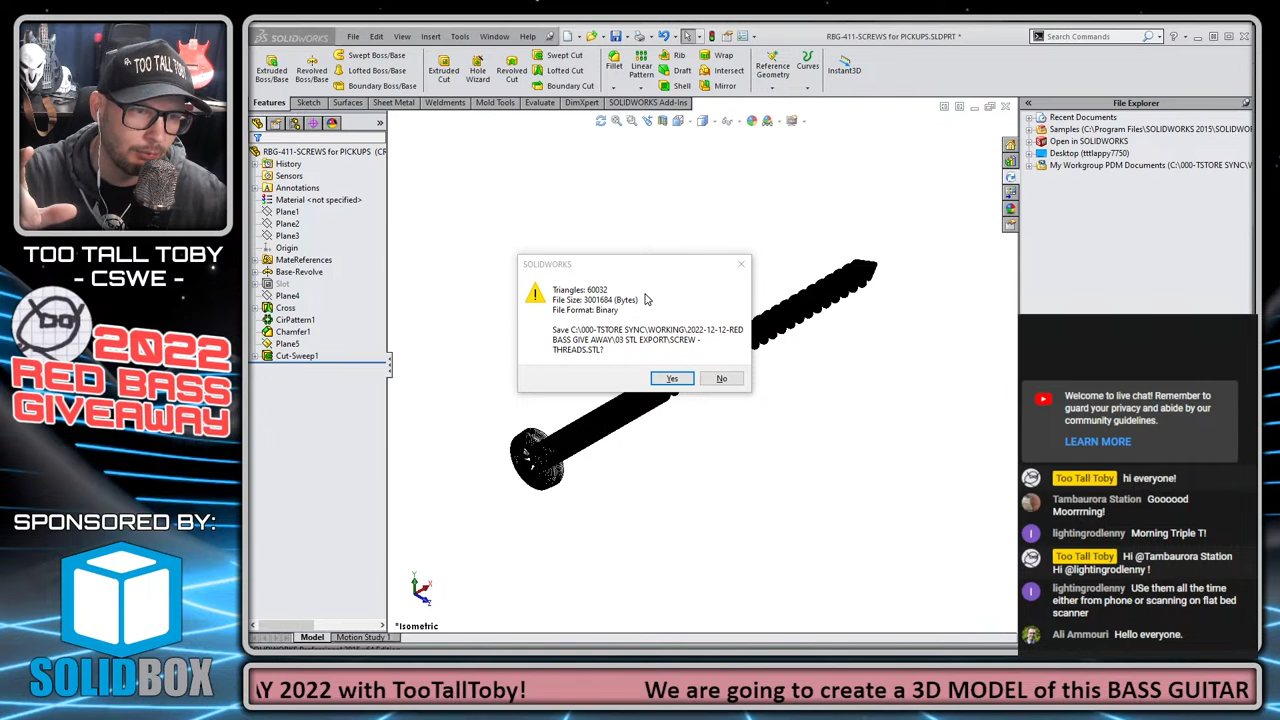 TOO TALL TOBY
TOO TALL TOBY
- CSWE -
2022
RED BASS
GIVEAWAY
SPONSORED BY:
SOLIDBOX
SOLIDWORKS
File
Edit
View
Insert
Tools
Window
Help
RBG-411-SCREWS for PICKUPS.SLDPRT *
Search Commands
Extruded
Boss/Base
Revolved
Boss/Base
Swept Boss/Base
Lofted Boss/Base
Boundary Boss/Base
Extruded
Cut
Hole
Wizard
Revolved
Cut
Swept Cut
Lofted Cut
Boundary Cut
Fillet
Linear
Pattern
Rib
Draft
Shell
Wrap
Intersect
Mirror
Reference
Geometry
Curves
Instant3D
Features
Sketch
Surfaces
Sheet Metal
Weldments
Mold Tools
Evaluate
DimXpert
SOLIDWORKS Add-Ins
RBG-411-SCREWS for PICKUPS (CR
History
Sensors
Annotations
Material <not specified>
Plane1
Plane2
Plane3
Origin
MateReferences
Base-Revolve
Slot
Plane4
Cross
CirPattern1
Chamfer1
Plane5
Cut-Sweep1
SOLIDWORKS
Triangles: 60032
File Size: 3001684 (Bytes)
File Format: Binary
Save C:\000-TSTORE SYNC\WORKING\2022-12-12-RED
BASS GIVE AWAY\03 STL EXPORT\SCREW -
THREADS.STL?
Yes
No
Y
X
Z
*Isometric
Model
Motion Study 1
File Explorer
Recent Documents
Samples (C:\Program Files\SOLIDWORKS 2015\SOLIDWO
Open in SOLIDWORKS
Desktop (tttlappy7750)
My Workgroup PDM Documents (C:\000-TSTORE SYNC\W
Welcome to live chat! Remember to
guard your privacy and abide by our
community guidelines.
LEARN MORE
Too Tall Toby hi everyone!
Tambaurora Station Goooood
Moorrrning!
lightingrodlenny Morning Triple T!
Too Tall Toby Hi @Tambaurora Station
Hi @lightingrodlenny !
lightingrodlenny USe them all the time
either from phone or scanning on flat bed
scanner
Ali Ammouri Hello everyone.
AY 2022 with TooTallToby! We are going to create a 3D MODEL of this BASS GUITAR